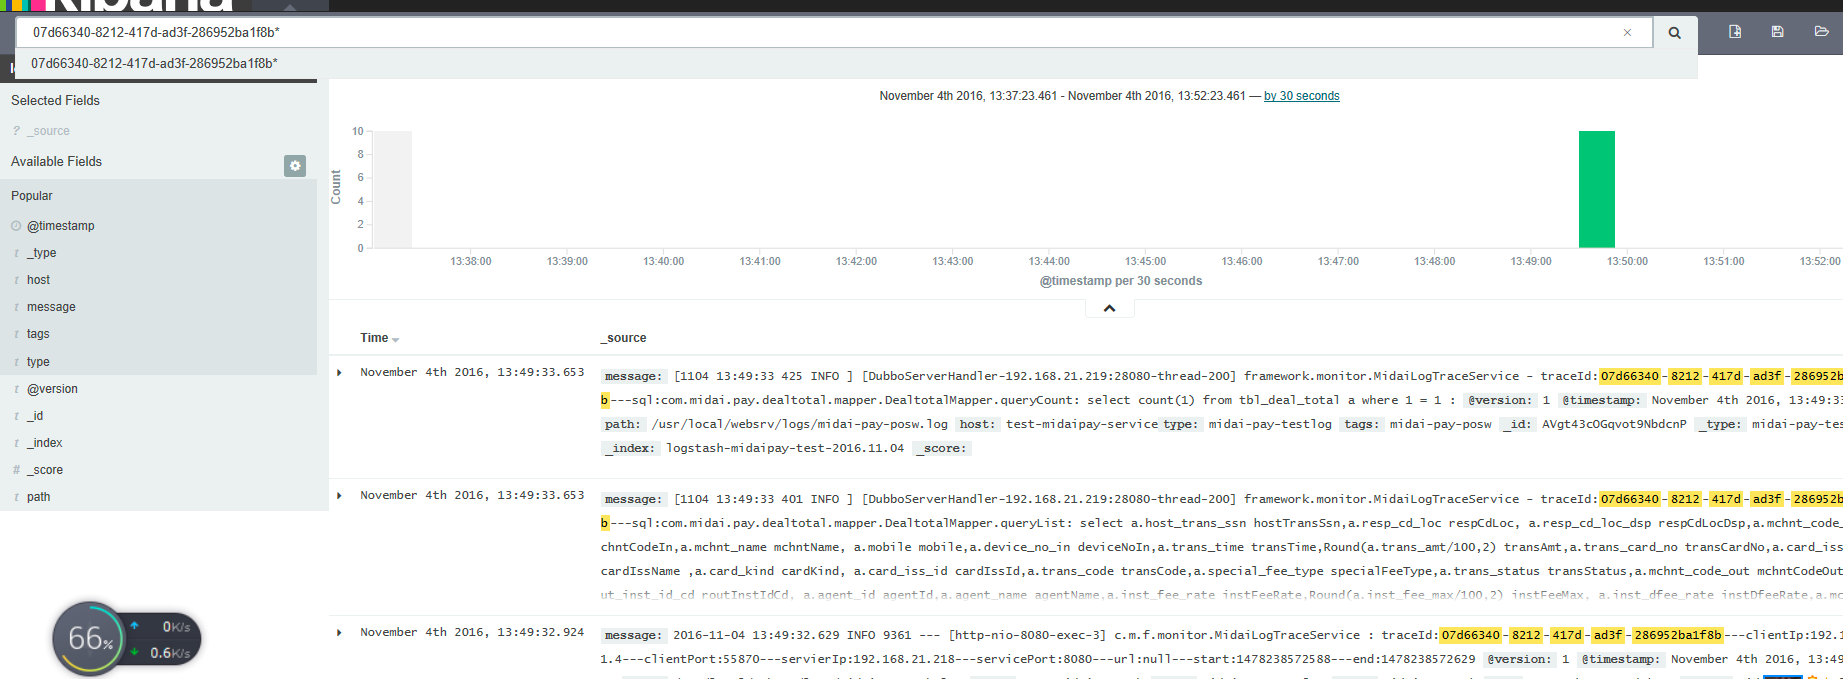 kibana
07d66340-8212-417d-ad3f-286952ba1f8b*
07d66340-8212-417d-ad3f-286952ba1f8b*
Selected Fields
? _source
Available Fields
Popular
@timestamp
t _type
t host
t message
t tags
t type
t @version
t _id
t _index
# _score
t path
November 4th 2016, 13:37:23.461 - November 4th 2016, 13:52:23.461 — by 30 seconds
Count
10
8
6
4
2
0
13:38:00 13:39:00 13:40:00 13:41:00 13:42:00 13:43:00 13:44:00 13:45:00 13:46:00 13:47:00 13:48:00 13:49:00 13:50:00 13:51:00 13:52:00
@timestamp per 30 seconds
Time _source
November 4th 2016, 13:49:33.653 message: [1104 13:49:33 425 INFO ] [DubboServerHandler-192.168.21.219:28080-thread-200] framework.monitor.MidaiLogTraceService - traceId:07d66340-8212-417d-ad3f-286952b
b---sql:com.midai.pay.dealtotal.mapper.DealtotalMapper.queryCount: select count(1) from tbl_deal_total a where 1 = 1 : @version: 1 @timestamp: November 4th 2016, 13:49:3
path: /usr/local/websrv/logs/midai-pay-posw.log host: test-midaipay-service type: midai-pay-testlog tags: midai-pay-posw _id: AVgt43cOGqvot9NbdcnP _type: midai-pay-tes
_index: logstash-midaipay-test-2016.11.04 _score:
November 4th 2016, 13:49:33.653 message: [1104 13:49:33 401 INFO ] [DubboServerHandler-192.168.21.219:28080-thread-200] framework.monitor.MidaiLogTraceService - traceId:07d66340-8212-417d-ad3f-286952b
b---sql:com.midai.pay.dealtotal.mapper.DealtotalMapper.queryList: select a.host_trans_ssn hostTransSsn,a.resp_cd_loc respCdLoc, a.resp_cd_loc_dsp respCdLocDsp,a.mchnt_code_
chntCodeIn,a.mchnt_name mchntName, a.mobile mobile,a.device_no_in deviceNoIn,a.trans_time transTime,Round(a.trans_amt/100,2) transAmt,a.trans_card_no transCardNo,a.card_iss
cardIssName ,a.card_kind cardKind, a.card_iss_id cardIssId,a.trans_code transCode,a.special_fee_type specialFeeType,a.trans_status transStatus,a.mchnt_code_out mchntCodeOut
ut_inst_id_cd routInstIdCd, a.agent_id agentId,a.agent_name agentName,a.inst_fee_rate instFeeRate,Round(a.inst_fee_max/100,2) instFeeMax, a.inst_dfee_rate instDfeeRate,a.mc
November 4th 2016, 13:49:32.924 message: 2016-11-04 13:49:32.629 INFO 9361 --- [http-nio-8080-exec-3] c.m.f.monitor.MidaiLogTraceService : traceId:07d66340-8212-417d-ad3f-286952ba1f8b---clientIp:192.1
1.4---clientPort:55870---servierIp:192.168.21.218---servicePort:8080---url:null---start:1478238572588---end:1478238572629 @version: 1 @timestamp: November 4th 2016, 13:49
66%
0K/s
0.6K/s